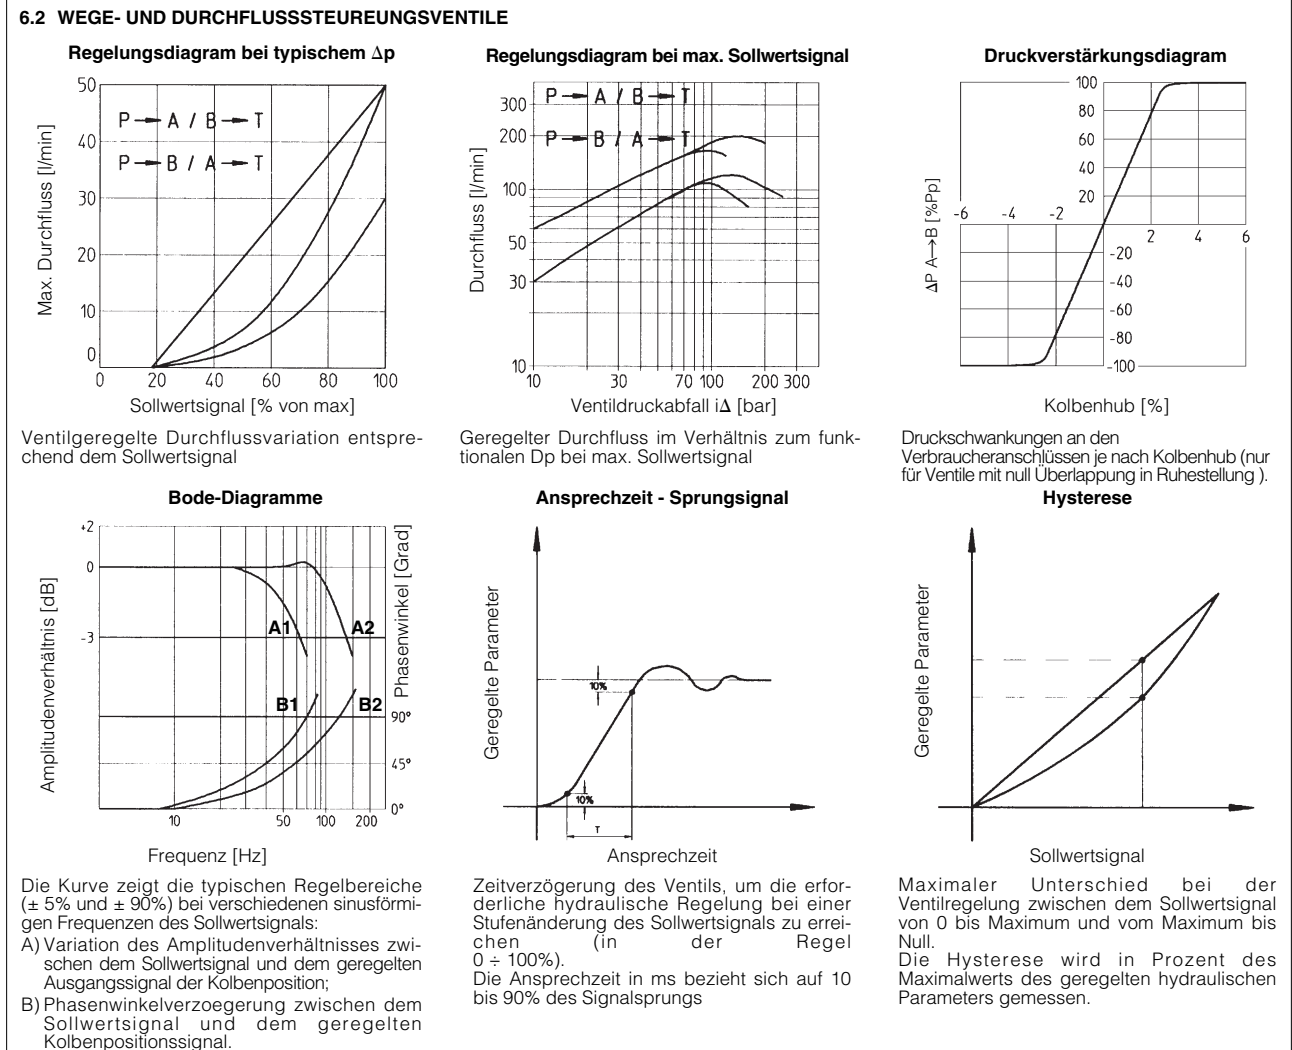 6.2 WEGE- UND DURCHFLUSSSTEUREUNGSVENTILE
Regelungsdiagram bei typischem Δp
50
40
30
20
10
0
P → A / B → T
P → B / A → T
Max. Durchfluss [l/min]
0 20 40 60 80 100
Sollwertsignal [% von max]
Ventilgeregelte Durchflussvariation entspre-
chend dem Sollwertsignal
Regelungsdiagram bei max. Sollwertsignal
300
200
100
50
30
10
P → A / B → T
P → B / A → T
Durchfluss [l/min]
10 30 70 100 200 300
Ventildruckabfall iΔ [bar]
Geregelter Durchfluss im Verhältnis zum funk-
tionalen Dp bei max. Sollwertsignal
Druckverstärkungsdiagram
100
80
60
40
20
-6 -4 -2
2 4 6
-20
-40
-60
-80
-100
ΔP A→B [%Pp]
Kolbenhub [%]
Druckschwankungen an den
Verbraucheranschlüssen je nach Kolbenhub (nur
für Ventile mit null Überlappung in Ruhestellung ).
Bode-Diagramme
+2
0
-3
A1 A2
B1 B2
90°
45°
0°
Amplitudenverhältnis [dB]
Phasenwinkel [Grad]
10 50 100 200
Frequenz [Hz]
Die Kurve zeigt die typischen Regelbereiche
(± 5% und ± 90%) bei verschiedenen sinusförmi-
gen Frequenzen des Sollwertsignals:
A) Variation des Amplitudenverhältnisses zwi-
schen dem Sollwertsignal und dem geregelten
Ausgangssignal der Kolbenposition;
B) Phasenwinkelverzoegerung zwischen dem
Sollwertsignal und dem geregelten
Kolbenpositionssignal.
Ansprechzeit - Sprungsignal
Geregelte Parameter
10%
10%
T
Ansprechzeit
Zeitverzögerung des Ventils, um die erfor-
derliche hydraulische Regelung bei einer
Stufenänderung des Sollwertsignals zu errei-
chen (in der Regel
0 ÷ 100%).
Die Ansprechzeit in ms bezieht sich auf 10
bis 90% des Signalsprungs
Hysterese
Geregelte Parameter
Sollwertsignal
Maximaler Unterschied bei der
Ventilregelung zwischen dem Sollwertsignal
von 0 bis Maximum und vom Maximum bis
Null.
Die Hysterese wird in Prozent des
Maximalwerts des geregelten hydraulischen
Parameters gemessen.